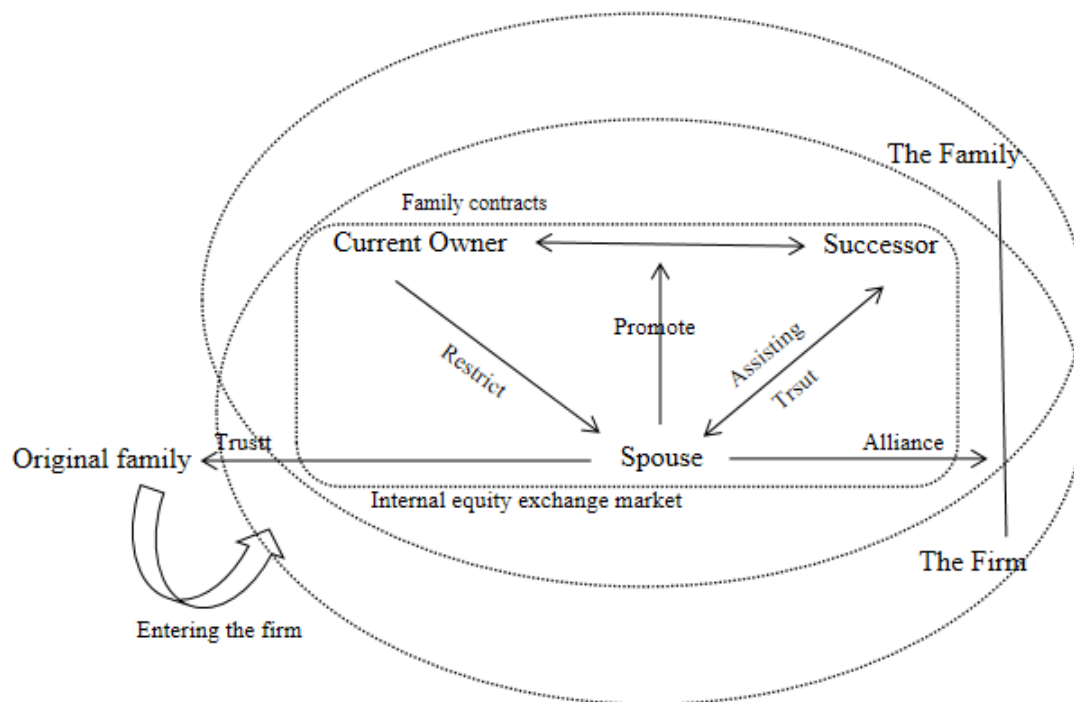 The Family
Family contracts
Current Owner
Successor
Promote
Restrict
Assisting
Trsut
Trustt
Alliance
Original family
Spouse
Internal equity exchange market
The Firm
Entering the firm